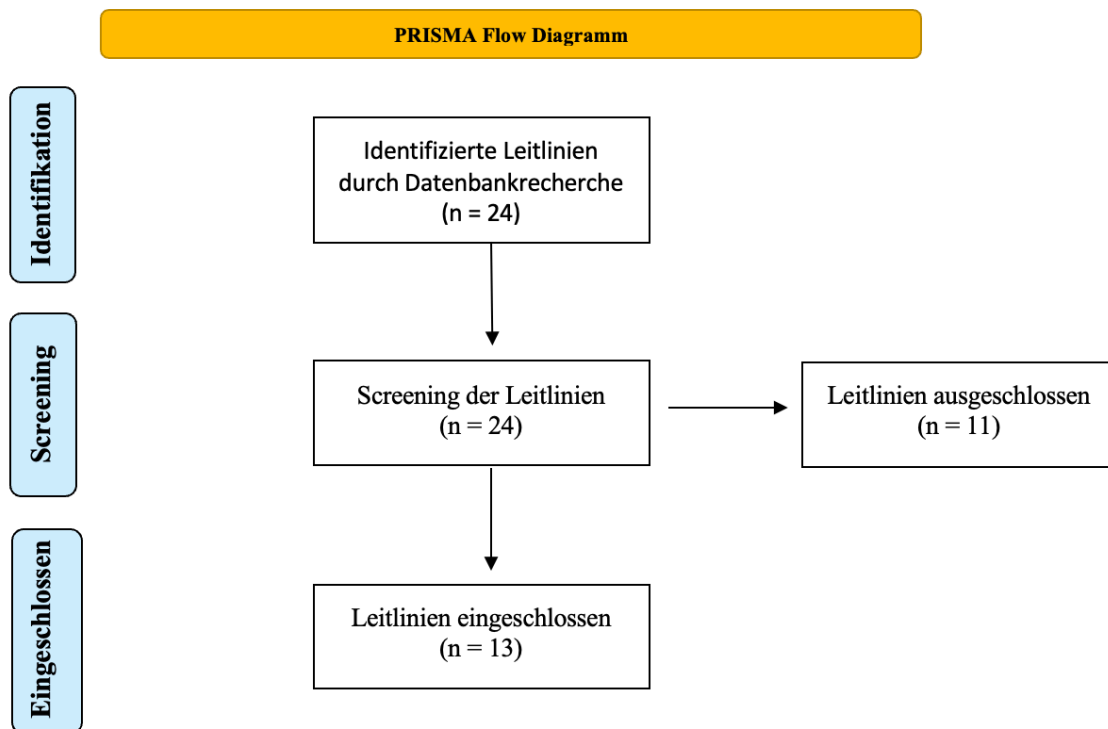 PRISMA Flow Diagramm
Identifikation
Identifizierte Leitlinien
durch Datenbankrecherche
(n = 24)
Screening
Screening der Leitlinien
(n = 24)
Leitlinien ausgeschlossen
(n = 11)
Eingeschlossen
Leitlinien eingeschlossen
(n = 13)